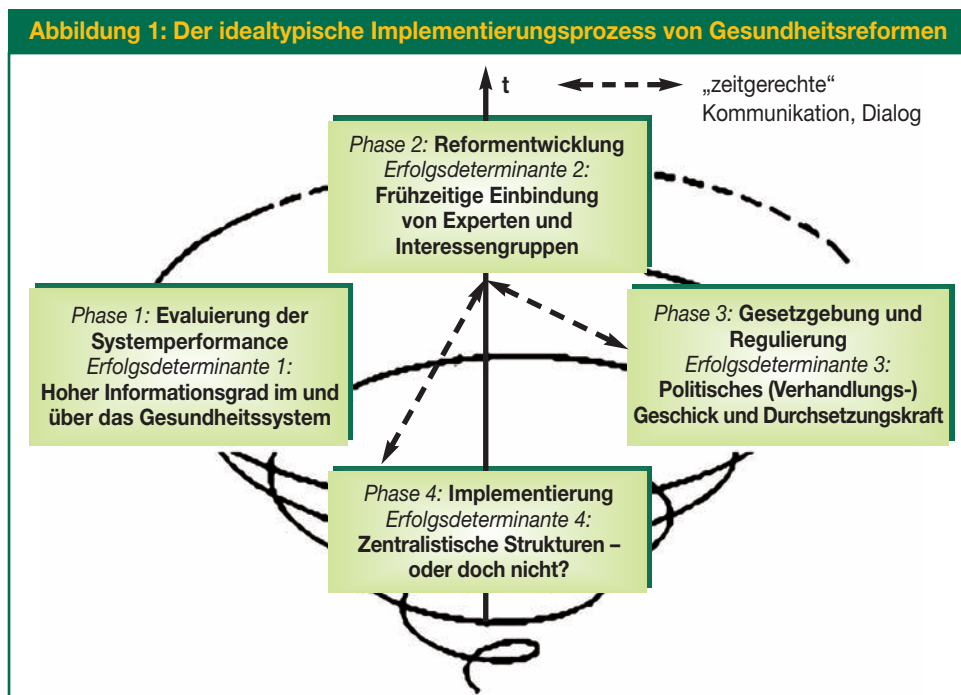 Abbildung 1: Der idealtypische Implementierungsprozess von Gesundheitsreformen
t
„zeitgerechte“
Kommunikation, Dialog
Phase 2: Reformentwicklung
Erfolgsdeterminante 2:
Frühzeitige Einbindung
von Experten und
Interessengruppen
Phase 1: Evaluierung der
Systemperformance
Erfolgsdeterminante 1:
Hoher Informationsgrad im und
über das Gesundheitssystem
Phase 3: Gesetzgebung und
Regulierung
Erfolgsdeterminante 3:
Politisches (Verhandlungs-)
Geschick und Durchsetzungskraft
Phase 4: Implementierung
Erfolgsdeterminante 4:
Zentralistische Strukturen –
oder doch nicht?